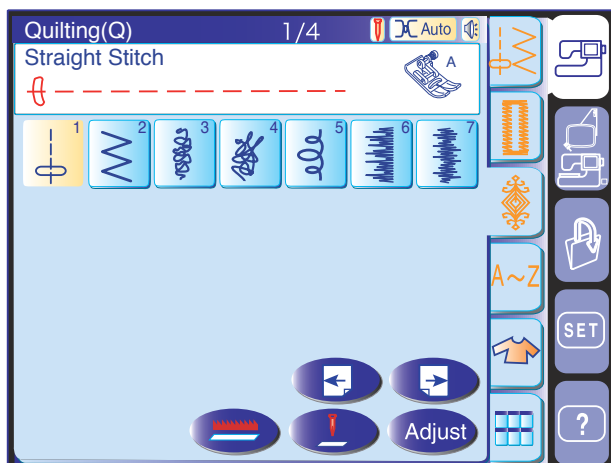 Quilting(Q) 1/4 Auto
Straight Stitch
A
1 2 3 4 5 6 7
A~Z
SET
Adjust
?